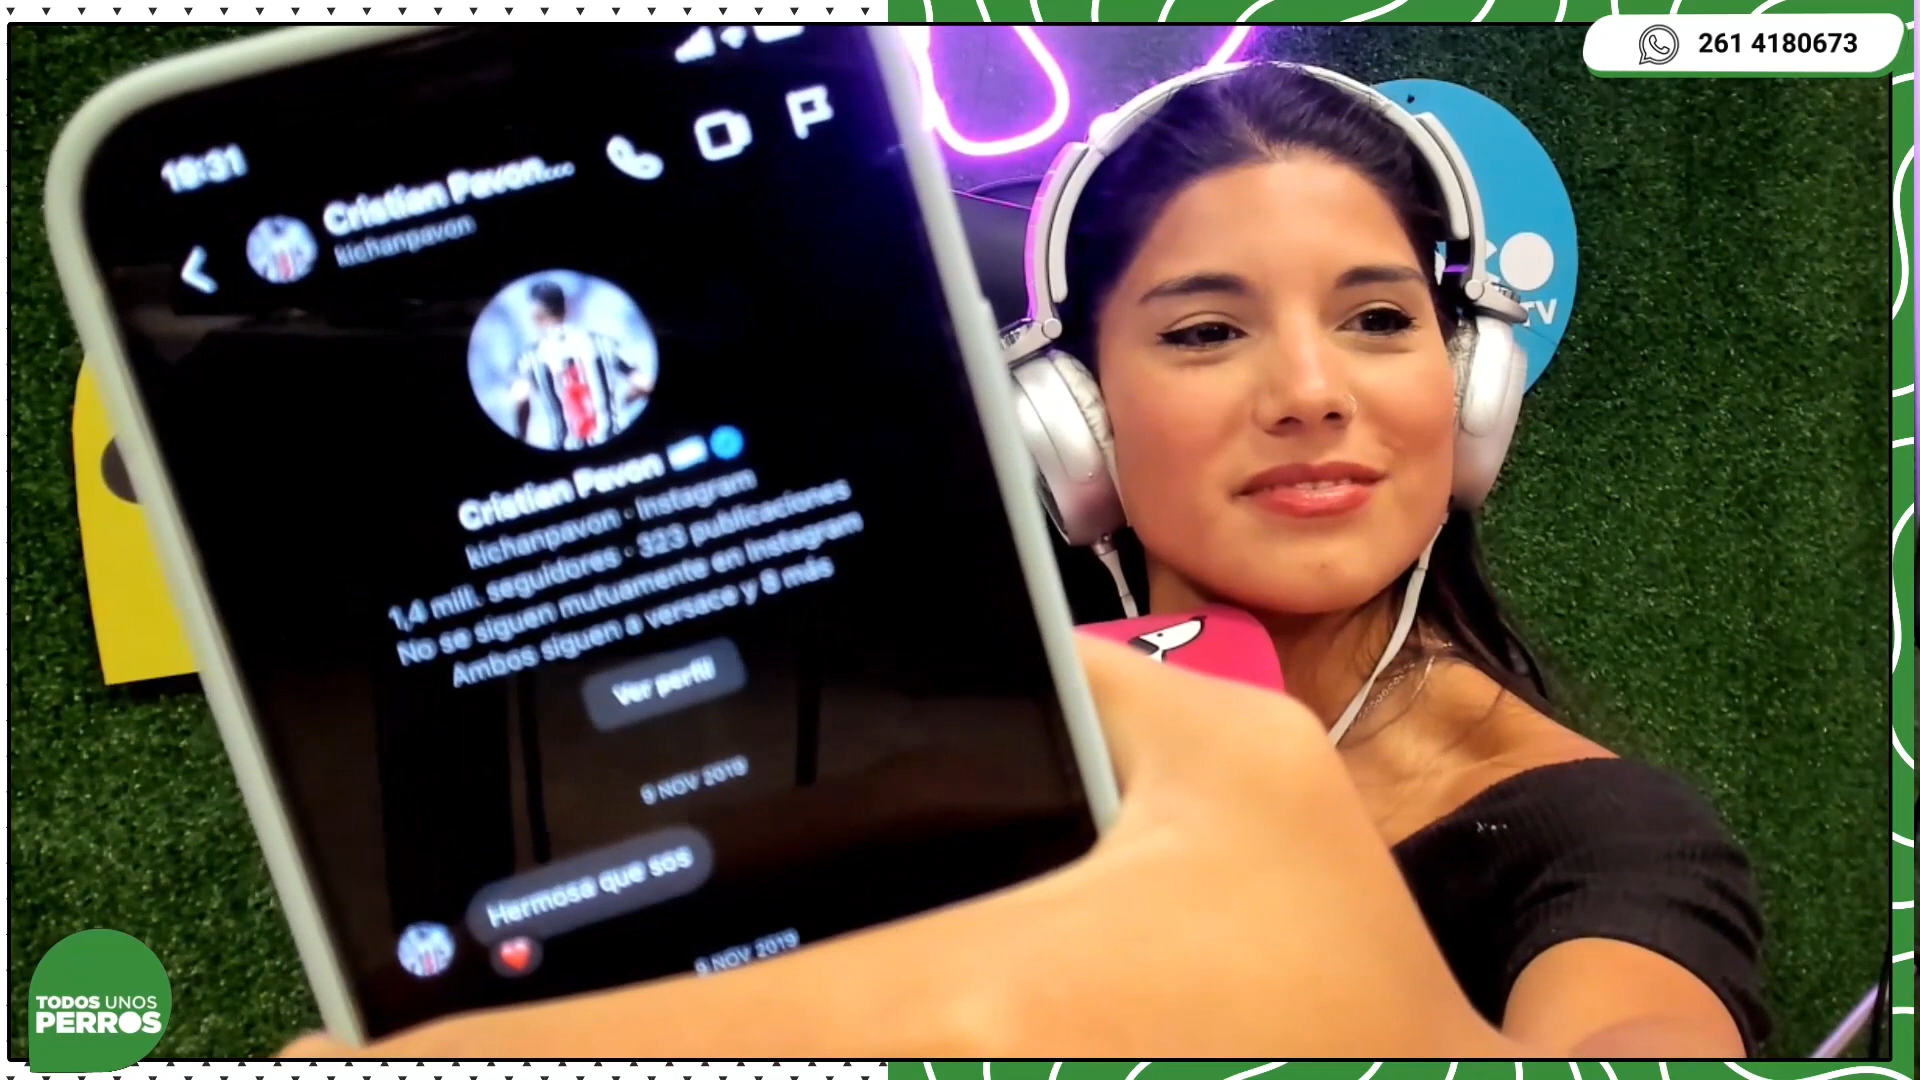 261 4180673
19:31
Cristian Pavon...
kichanpavon
Cristian Pavon
kichanpavon · Instagram
1,4 mill. seguidores · 323 publicaciones
No se siguen mutuamente en Instagram
Ambos siguen a versace y 8 más
Ver perfil
9 NOV 2019
Hermosa que sos
9 NOV 2019
TV
TODOS UNOS
PERROS